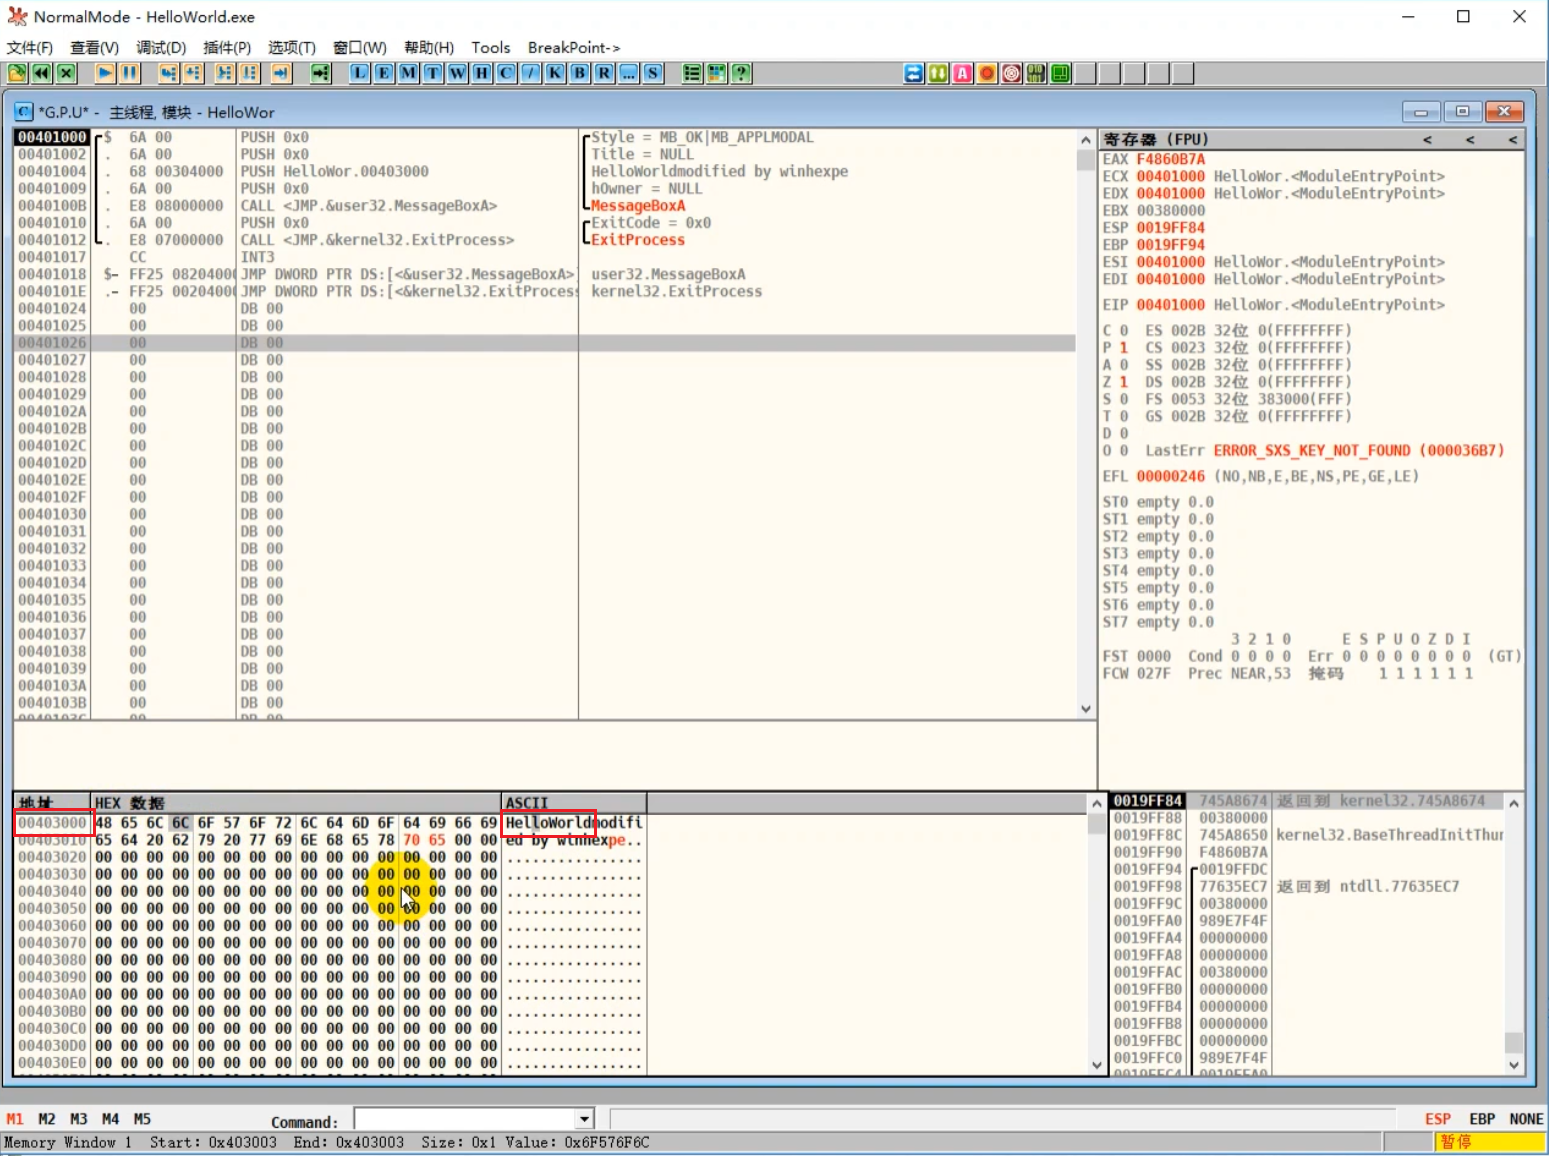 NormalMode - HelloWorld.exe
文件(F) 查看(V) 调试(D) 插件(P) 选项(T) 窗口(W) 帮助(H) Tools BreakPoint->
L E M T W H C / K B R ... S ? A
C *G.P.U* - 主线程, 模块 - HelloWor
00401000 $ 6A 00 PUSH 0x0 Style = MB_OK|MB_APPLMODAL
00401002 . 6A 00 PUSH 0x0 Title = NULL
00401004 . 68 00304000 PUSH HelloWor.00403000 HelloWorldmodified by winhexpe
00401009 . 6A 00 PUSH 0x0 hOwner = NULL
0040100B . E8 08000000 CALL <JMP.&user32.MessageBoxA> MessageBoxA
00401010 . 6A 00 PUSH 0x0 ExitCode = 0x0
00401012 . E8 07000000 CALL <JMP.&kernel32.ExitProcess> ExitProcess
00401017 CC INT3
00401018 $- FF25 0820400 JMP DWORD PTR DS:[<&user32.MessageBoxA> user32.MessageBoxA
0040101E .- FF25 0020400 JMP DWORD PTR DS:[<&kernel32.ExitProces kernel32.ExitProcess
00401024 00 DB 00
00401025 00 DB 00
00401026 00 DB 00
00401027 00 DB 00
00401028 00 DB 00
00401029 00 DB 00
0040102A 00 DB 00
0040102B 00 DB 00
0040102C 00 DB 00
0040102D 00 DB 00
0040102E 00 DB 00
0040102F 00 DB 00
00401030 00 DB 00
00401031 00 DB 00
00401032 00 DB 00
00401033 00 DB 00
00401034 00 DB 00
00401035 00 DB 00
00401036 00 DB 00
00401037 00 DB 00
00401038 00 DB 00
00401039 00 DB 00
0040103A 00 DB 00
0040103B 00 DB 00
寄存器 (FPU) < < <
EAX F4860B7A
ECX 00401000 HelloWor.<ModuleEntryPoint>
EDX 00401000 HelloWor.<ModuleEntryPoint>
EBX 00380000
ESP 0019FF84
EBP 0019FF94
ESI 00401000 HelloWor.<ModuleEntryPoint>
EDI 00401000 HelloWor.<ModuleEntryPoint>
EIP 00401000 HelloWor.<ModuleEntryPoint>
C 0 ES 002B 32位 0(FFFFFFFF)
P 1 CS 0023 32位 0(FFFFFFFF)
A 0 SS 002B 32位 0(FFFFFFFF)
Z 1 DS 002B 32位 0(FFFFFFFF)
S 0 FS 0053 32位 383000(FFF)
T 0 GS 002B 32位 0(FFFFFFFF)
D 0
O 0 LastErr ERROR_SXS_KEY_NOT_FOUND (000036B7)
EFL 00000246 (NO,NB,E,BE,NS,PE,GE,LE)
ST0 empty 0.0
ST1 empty 0.0
ST2 empty 0.0
ST3 empty 0.0
ST4 empty 0.0
ST5 empty 0.0
ST6 empty 0.0
ST7 empty 0.0
3 2 1 0 E S P U O Z D I
FST 0000 Cond 0 0 0 0 Err 0 0 0 0 0 0 0 0 (GT)
FCW 027F Prec NEAR,53 掩码 1 1 1 1 1 1
地址 HEX 数据 ASCII
00403000 48 65 6C 6C 6F 57 6F 72 6C 64 6D 6F 64 69 66 69 HelloWorldmodifi
00403010 65 64 20 62 79 20 77 69 6E 68 65 78 70 65 00 00 ed by winhexpe..
00403020 00 00 00 00 00 00 00 00 00 00 00 00 00 00 00 00 ................
00403030 00 00 00 00 00 00 00 00 00 00 00 00 00 00 00 00 ................
00403040 00 00 00 00 00 00 00 00 00 00 00 00 00 00 00 00 ................
00403050 00 00 00 00 00 00 00 00 00 00 00 00 00 00 00 00 ................
00403060 00 00 00 00 00 00 00 00 00 00 00 00 00 00 00 00 ................
00403070 00 00 00 00 00 00 00 00 00 00 00 00 00 00 00 00 ................
00403080 00 00 00 00 00 00 00 00 00 00 00 00 00 00 00 00 ................
00403090 00 00 00 00 00 00 00 00 00 00 00 00 00 00 00 00 ................
004030A0 00 00 00 00 00 00 00 00 00 00 00 00 00 00 00 00 ................
004030B0 00 00 00 00 00 00 00 00 00 00 00 00 00 00 00 00 ................
004030C0 00 00 00 00 00 00 00 00 00 00 00 00 00 00 00 00 ................
004030D0 00 00 00 00 00 00 00 00 00 00 00 00 00 00 00 00 ................
004030E0 00 00 00 00 00 00 00 00 00 00 00 00 00 00 00 00 ................
0019FF84 745A8674 返回到 kernel32.745A8674
0019FF88 00380000
0019FF8C 745A8650 kernel32.BaseThreadInitThu
0019FF90 F4860B7A
0019FF94 0019FFDC
0019FF98 77635EC7 返回到 ntdll.77635EC7
0019FF9C 00380000
0019FFA0 989E7F4F
0019FFA4 00000000
0019FFA8 00000000
0019FFAC 00380000
0019FFB0 00000000
0019FFB4 00000000
0019FFB8 00000000
0019FFBC 00000000
0019FFC0 989E7F4F
0019FFC4 0019FFA0
M1 M2 M3 M4 M5 Command: ESP EBP NONE
Memory Window 1 Start: 0x403003 End: 0x403003 Size: 0x1 Value: 0x6F576F6C 暂停